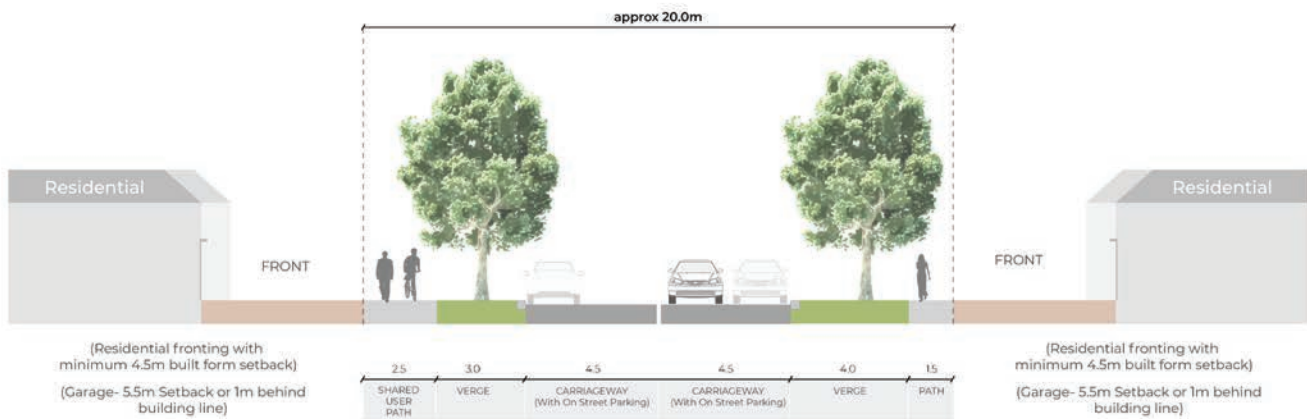 approx 20.0m
Residential
Residential
FRONT
FRONT
(Residential fronting with
minimum 4.5m built form setback)
(Garage- 5.5m Setback or 1m behind
building line)
2.5
3.0
4.5
4.5
4.0
1.5
SHARED
USER
PATH
VERGE
CARRIAGEWAY
(With On Street Parking)
CARRIAGEWAY
(With On Street Parking)
VERGE
PATH
(Residential fronting with
minimum 4.5m built form setback)
(Garage- 5.5m Setback or 1m behind
building line)